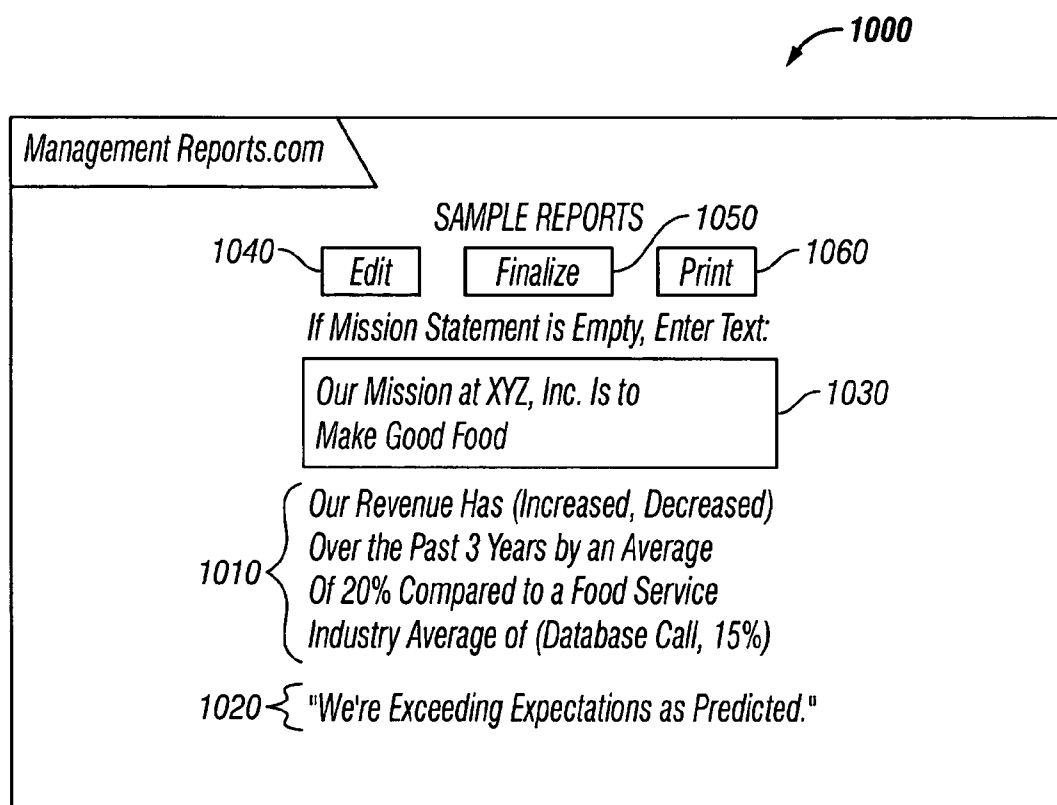 1000
Management Reports.com
SAMPLE REPORTS
1050
1040
Edit
Finalize
Print
1060
If Mission Statement is Empty, Enter Text:
Our Mission at XYZ, Inc. Is to
Make Good Food
1030
Our Revenue Has (Increased, Decreased)
Over the Past 3 Years by an Average
Of 20% Compared to a Food Service
Industry Average of (Database Call, 15%)
1010
1020
"We're Exceeding Expectations as Predicted."